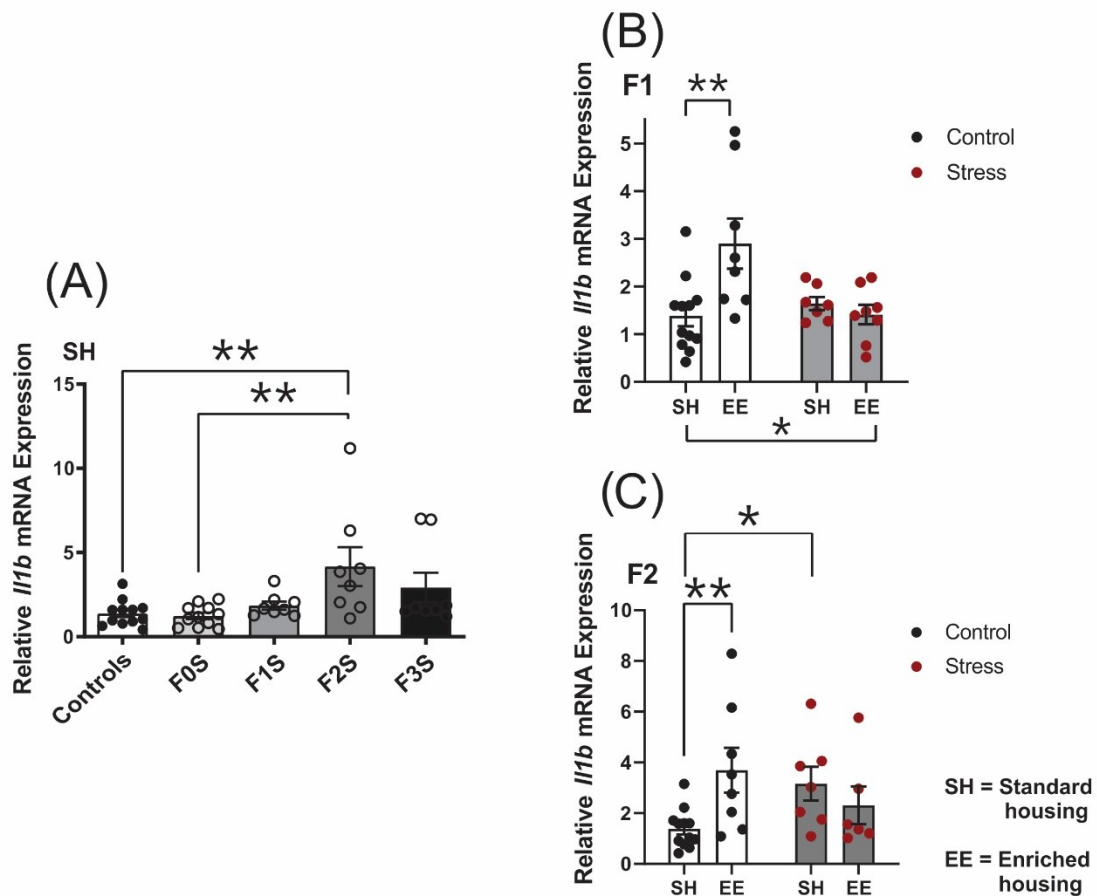 (A)
SH
**
**
Relative Il1b mRNA Expression
15
10
5
0
Controls
F0S
F1S
F2S
F3S
(B)
F1
**
Relative Il1b mRNA Expression
5
4
3
2
1
0
SH
EE
SH
EE
*
Control
Stress
(C)
F2
*
**
Relative Il1b mRNA Expression
10
8
6
4
2
0
SH
EE
SH
EE
Control
Stress
SH = Standard
housing
EE = Enriched
housing